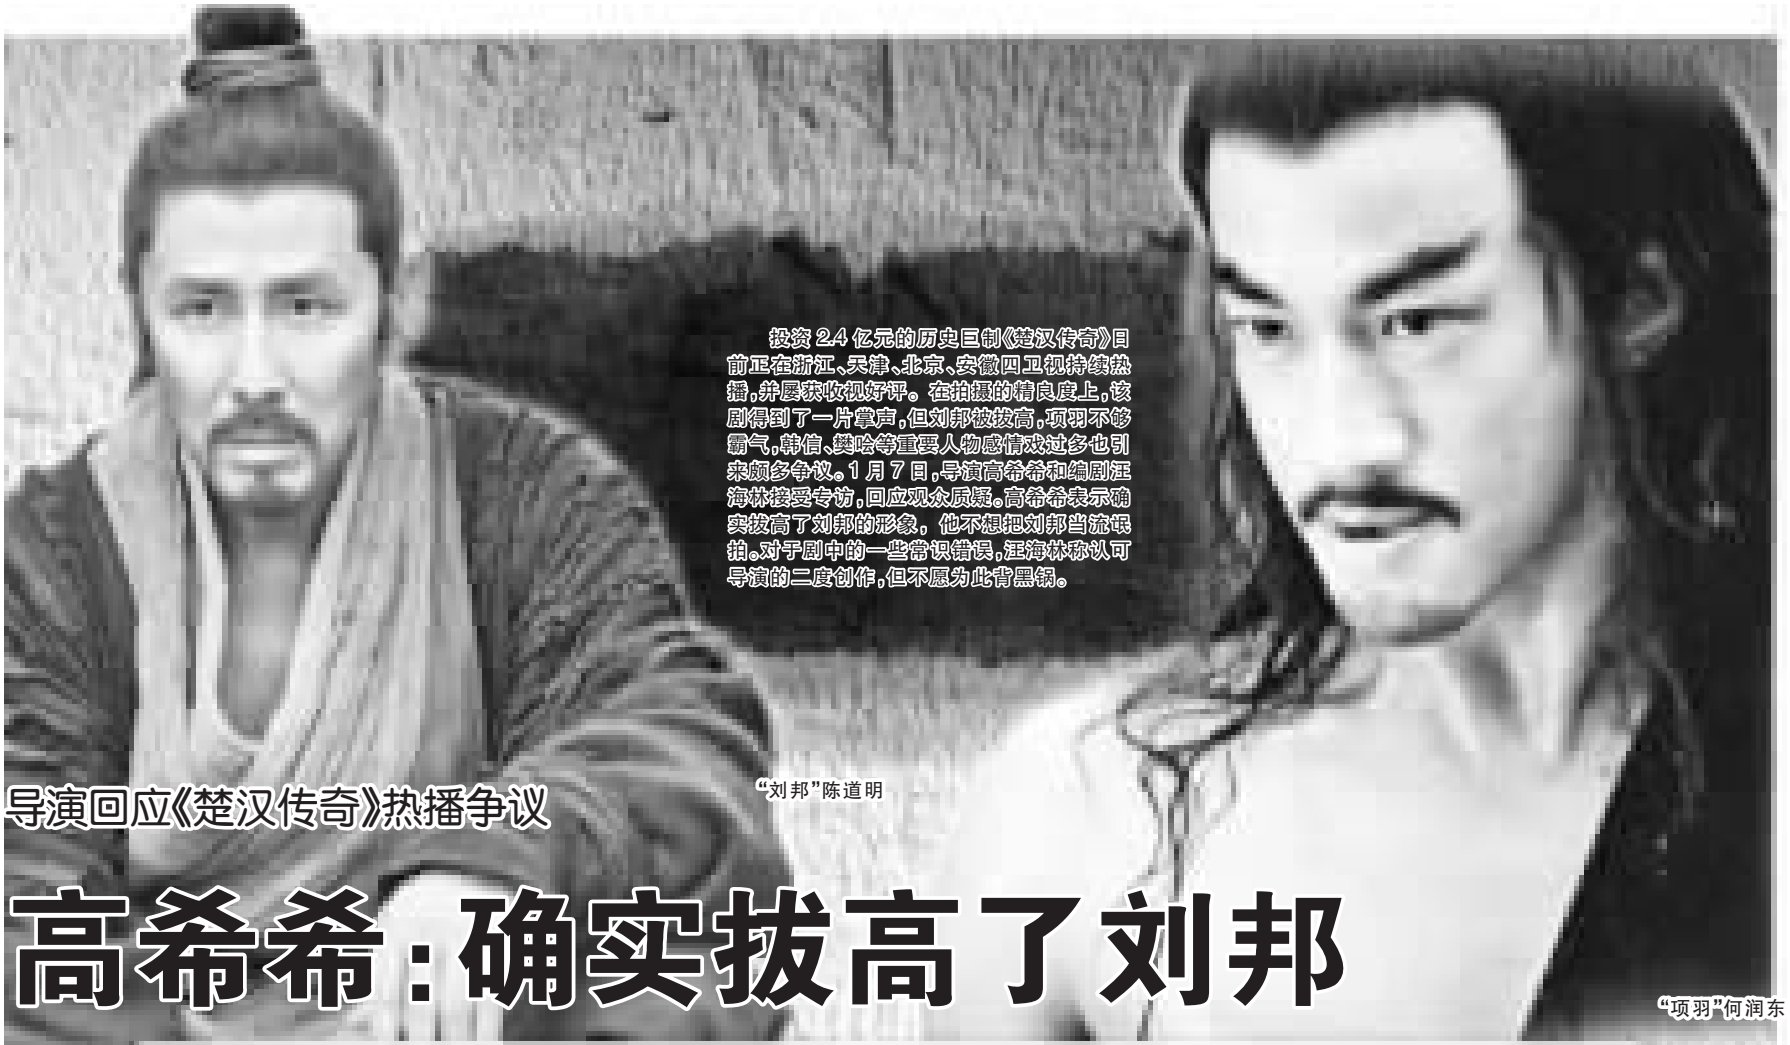 投资 2.4 亿元的历史巨制《楚汉传奇》日
前正在浙江、天津、北京、安徽四卫视持续热
播，并屡获收视好评。在拍摄的精良度上，该
剧得到了一片掌声，但刘邦被拔高，项羽不够
霸气，韩信、樊哙等重要人物感情戏过多也引
来颇多争议。1 月 7 日，导演高希希和编剧汪
海林接受专访，回应观众质疑。高希希表示确
实拔高了刘邦的形象，他不想把刘邦当流氓
拍。对于剧中的一些常识错误，汪海林称认可
导演的二度创作，但不愿为此背黑锅。
“刘邦”陈道明
导演回应《楚汉传奇》热播争议
高希希：确实拔高了刘邦
“项羽”何润东